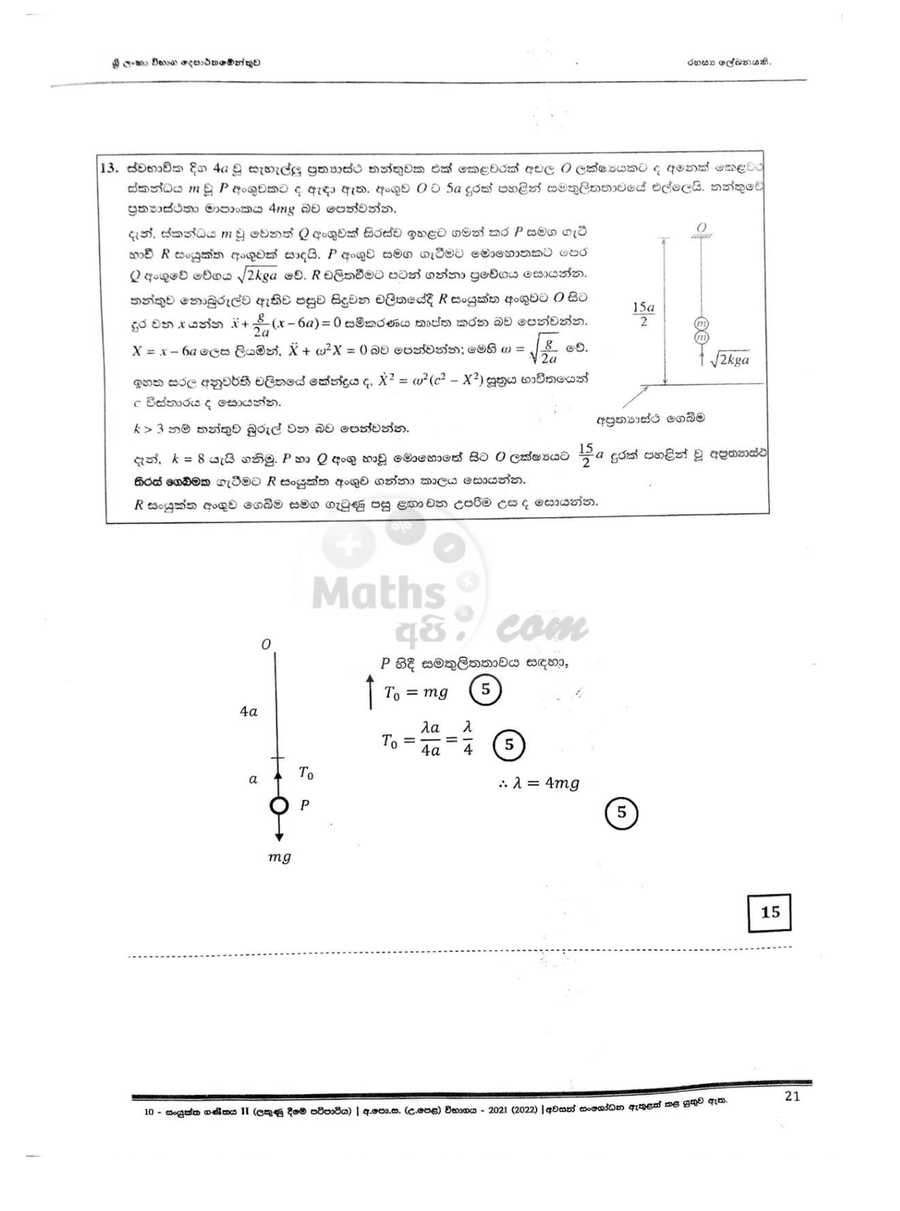 ශ්‍රී ලංකා විභාග දෙපාර්තමේන්තුව
රහස්‍ය ලේඛනයකි.
13. ස්වභාවික දිග 4a වූ සැහැල්ලු ප්‍රත්‍යාස්ථ තන්තුවක එක් කෙළවරක් අචල O ලක්ෂ්‍යයකට ද අනෙක් කෙළවර
ස්කන්ධය m වූ P අංශුවකට ද ඈඳා ඇත. අංශුව O ට 5a දුරක් පහළින් සමතුලිතතාවයේ එල්ලෙයි. තන්තුවේ
ප්‍රත්‍යාස්ථතා මාපාංකය 4mg බව පෙන්වන්න.
දැන්, ස්කන්ධය m වූ වෙනත් Q අංශුවක් සිරස්ව ඉහළට ගමන් කර P සමග ගැටී
හාවී R සංයුක්ත අංශුවක් සාදයි. P අංශුව සමග ගැටීමට මොහොතකට පෙර
Q අංශුවේ වේගය √2kga වේ. R චලිතවීමට පටන් ගන්නා ප්‍රවේගය සොයන්න.
තන්තුව නොබුරුල්ව ඇතිව පසුව සිදුවන චලිතයේදී R සංයුක්ත අංශුවට O සිට
දුර වන x යන්න ẍ + g/2a (x − 6a) = 0 සමීකරණය තෘප්ත කරන බව පෙන්වන්න.
X = x − 6a ලෙස ලියමින්, Ẍ + ω²X = 0 බව පෙන්වන්න; මෙහි ω = √(g/2a) වේ.
ඉහත සරල අනුවර්තී චලිතයේ කේන්ද්‍රය ද, Ẋ² = ω²(c² − X²) සූත්‍රය භාවිතයෙන්
c විස්තාරය ද සොයන්න.
k > 3 නම් තන්තුව බුරුල් වන බව පෙන්වන්න.
දැන්, k = 8 යැයි ගනිමු. P හා Q අංශු හාවූ මොහොතේ සිට O ලක්ෂ්‍යයට 15/2 a දුරක් පහළින් වූ අප්‍රත්‍යාස්ථ
තිරස් ගෙබිමක ගැටීමට R සංයුක්ත අංශුව ගන්නා කාලය සොයන්න.
R සංයුක්ත අංශුව ගෙබිම සමග ගැටුණු පසු ළඟා වන උපරිම උස ද සොයන්න.
O
15a/2
m
m
√2kga
අප්‍රත්‍යාස්ථ ගෙබිම
Maths
අපි . com
O
4a
a
T₀
P
mg
P හිදී සමතුලිතතාවය සඳහා,
T₀ = mg 5
T₀ = λa/4a = λ/4 5
∴ λ = 4mg
5
15
10 - සංයුක්ත ගණිතය II (ලකුණු දීමේ පටිපාටිය) | අ.පො.ස. (උ.පෙළ) විභාගය - 2021 (2022) | අවසන් සංශෝධන ඇතුළත් කළ යුතුව ඇත.
21